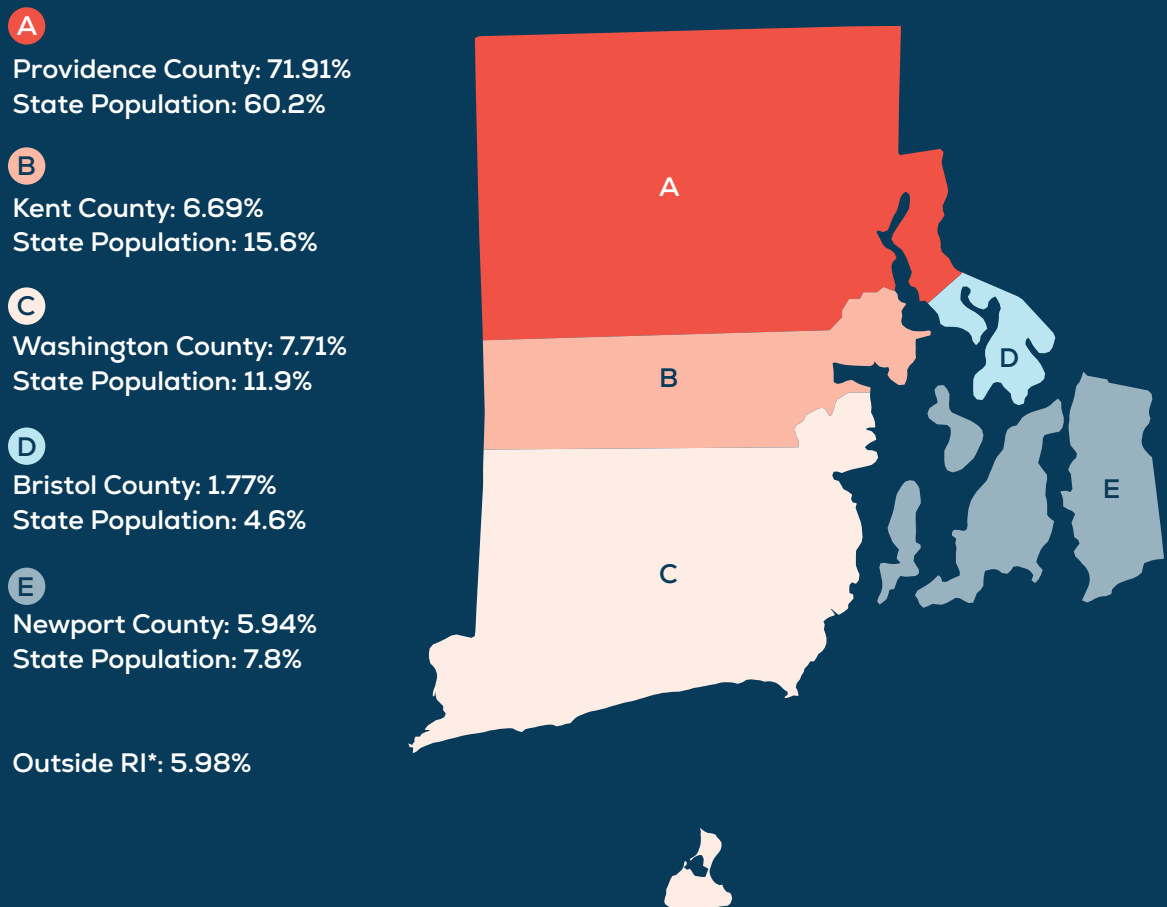 A
Providence County: 71.91%
State Population: 60.2%
B
Kent County: 6.69%
State Population: 15.6%
C
Washington County: 7.71%
State Population: 11.9%
D
Bristol County: 1.77%
State Population: 4.6%
E
Newport County: 5.94%
State Population: 7.8%
Outside RI*: 5.98%
A
B
D
E
C